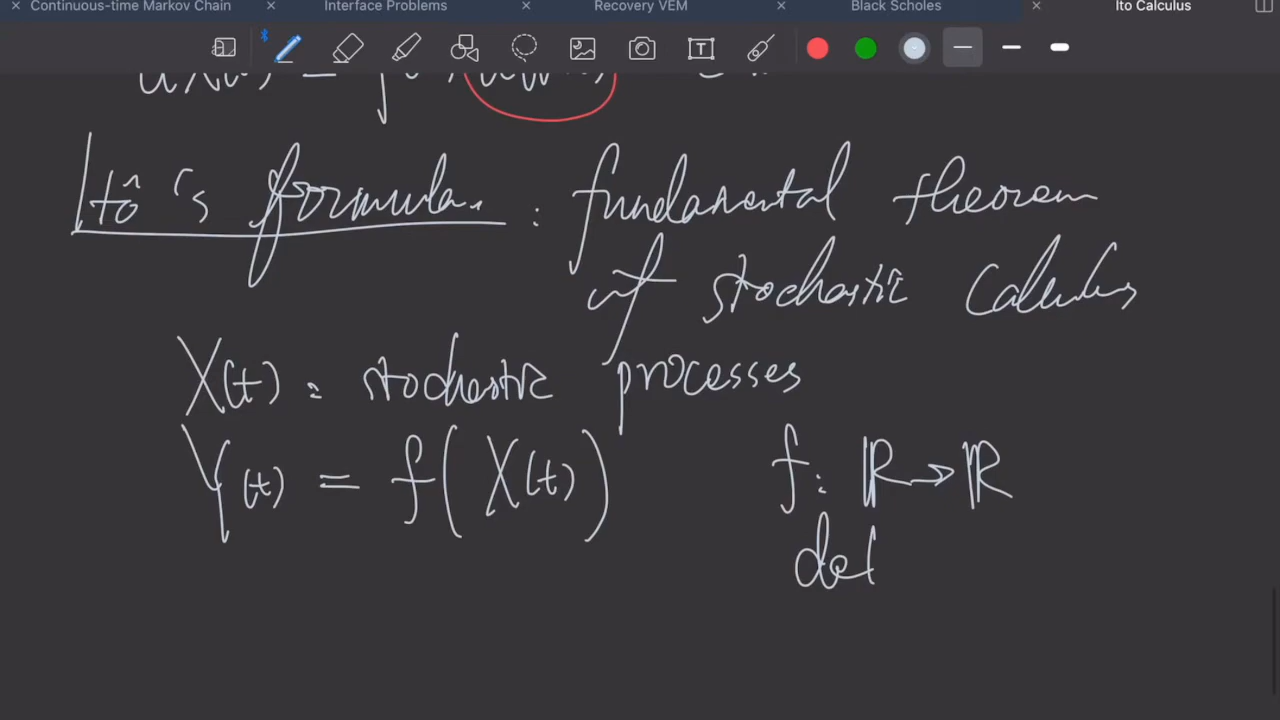 Continuous-time Markov Chain Interface Problems Recovery VEM Black Scholes Ito Calculus
Itô's formula. : fundamental theorem
of stochastic Calculus
X(t) : stochastic processes
Y(t) = f(X(t)) f: ℝ→ℝ
det